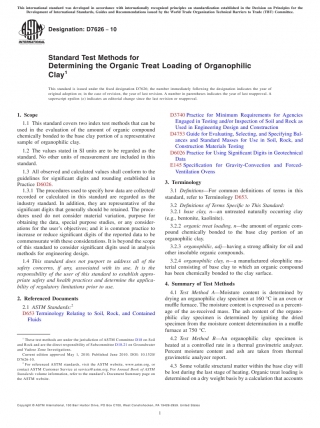 This international standard was developed in accordance with internationally recognized principles on standardization established in the Decision on Principles for the
Development of International Standards, Guides and Recommendations issued by the World Trade Organization Technical Barriers to Trade (TBT) Committee.
ASTM
INTERNATIONAL
Designation: D7626 − 10
Standard Test Methods for
Determining the Organic Treat Loading of Organophilic
Clay1
This standard is issued under the fixed designation D7626; the number immediately following the designation indicates the year of
original adoption or, in the case of revision, the year of last revision. A number in parentheses indicates the year of last reapproval. A
superscript epsilon (ε) indicates an editorial change since the last revision or reapproval.
1. Scope
1.1 This standard covers two index test methods that can be
used in the evaluation of the amount of organic compound
chemically bonded to the base clay portion of a representative
sample of organophilic clay.
1.2 The values stated in SI units are to be regarded as the
standard. No other units of measurement are included in this
standard.
1.3 All observed and calculated values shall conform to the
guidelines for significant digits and rounding established in
Practice D6026.
1.3.1 The procedures used to specify how data are collected/
recorded or calculated in this standard are regarded as the
industry standard. In addition, they are representative of the
significant digits that generally should be retained. The proce-
dures used do not consider material variation, purpose for
obtaining the data, special purpose studies, or any consider-
ations for the user's objectives; and it is common practice to
increase or reduce significant digits of the reported data to be
commensurate with these considerations. It is beyond the scope
of this standard to consider significant digits used in analysis
methods for engineering design.
1.4 This standard does not purport to address all of the
safety concerns, if any, associated with its use. It is the
responsibility of the user of this standard to establish appro-
priate safety and health practices and determine the applica-
bility of regulatory limitations prior to use.
2. Referenced Documents
2.1 ASTM Standards:2
D653 Terminology Relating to Soil, Rock, and Contained
Fluids
1 These test methods are under the jurisdiction of ASTM Committee D18 on Soil
and Rock and are the direct responsibility of Subcommittee D18.21 on Groundwater
and Vadose Zone Investigations.
Current edition approved May 1, 2010. Published June 2010. DOI: 10.1520/
D7626-10.
2 For referenced ASTM standards, visit the ASTM website, www.astm.org, or
contact ASTM Customer Service at service@astm.org. For Annual Book of ASTM
Standards volume information, refer to the standard's Document Summary page on
the ASTM website.
D3740 Practice for Minimum Requirements for Agencies
Engaged in Testing and/or Inspection of Soil and Rock as
Used in Engineering Design and Construction
D4753 Guide for Evaluating, Selecting, and Specifying Bal-
ances and Standard Masses for Use in Soil, Rock, and
Construction Materials Testing
D6026 Practice for Using Significant Digits in Geotechnical
Data
E145 Specification for Gravity-Convection and Forced-
Ventilation Ovens
3. Terminology
3.1 Definitions—For common definitions of terms in this
standard, refer to Terminology D653.
3.2 Definitions of Terms Specific to This Standard:
3.2.1 base clay, n—an untreated naturally occurring clay
(e.g., bentonite, kaolinite).
3.2.2 organic treat loading, n—the amount of organic com-
pound chemically bonded to the base clay portion of an
organophilic clay.
3.2.3 organophilic, adj—having a strong affinity for oil and
other insoluble organic compounds.
3.2.4 organophilic clay, n—a manufactured oleophilic ma-
terial consisting of base clay to which an organic compound
has been chemically bonded to the clay surface.
4. Summary of Test Methods
4.1 Test Method A—Moisture content is determined by
drying an organophilic clay specimen at 160 °C in an oven or
muffle furnace. The moisture content is expressed as a percent-
age of the as-received mass. The ash content of the organo-
philic clay specimen is determined by igniting the dried
specimen from the moisture content determination in a muffle
furnace at 750 °C.
4.2 Test Method B—An organophilic clay specimen is
heated at a controlled rate in a thermal gravimetric analyzer.
Percent moisture content and ash are taken from thermal
gravimetric analyzer report.
4.3 Some volatile structural matter within the base clay will
be lost during the last stage of heating. Organic treat loading is
determined on a dry weight basis by a calculation that accounts
Copyright © ASTM International, 100 Barr Harbor Drive, PO Box C700, West Conshohocken, PA 19428-2959. United States
1